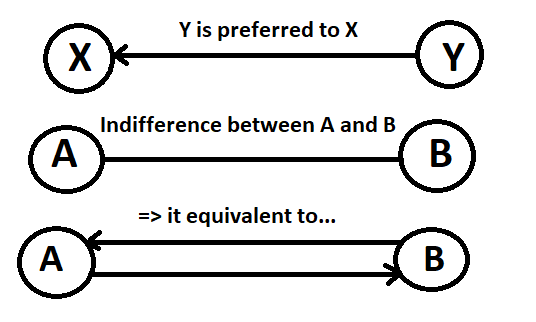 Y is preferred to X
X Y
Indifference between A and B
A B
=> it equivalent to...
A B